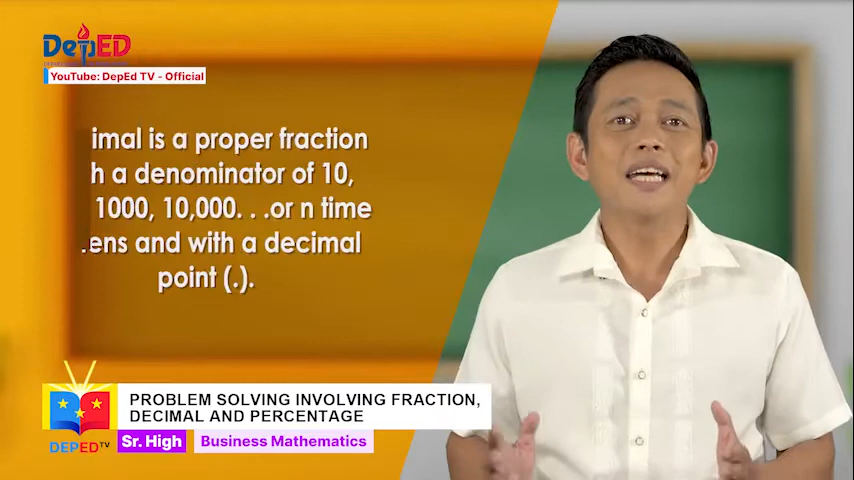 DepED
YouTube: DepEd TV - Official
imal is a proper fraction
h a denominator of 10,
1000, 10,000. . .or n time
.ens and with a decimal
point (.).
PROBLEM SOLVING INVOLVING FRACTION,
DECIMAL AND PERCENTAGE
DEPED TV
Sr. High
Business Mathematics